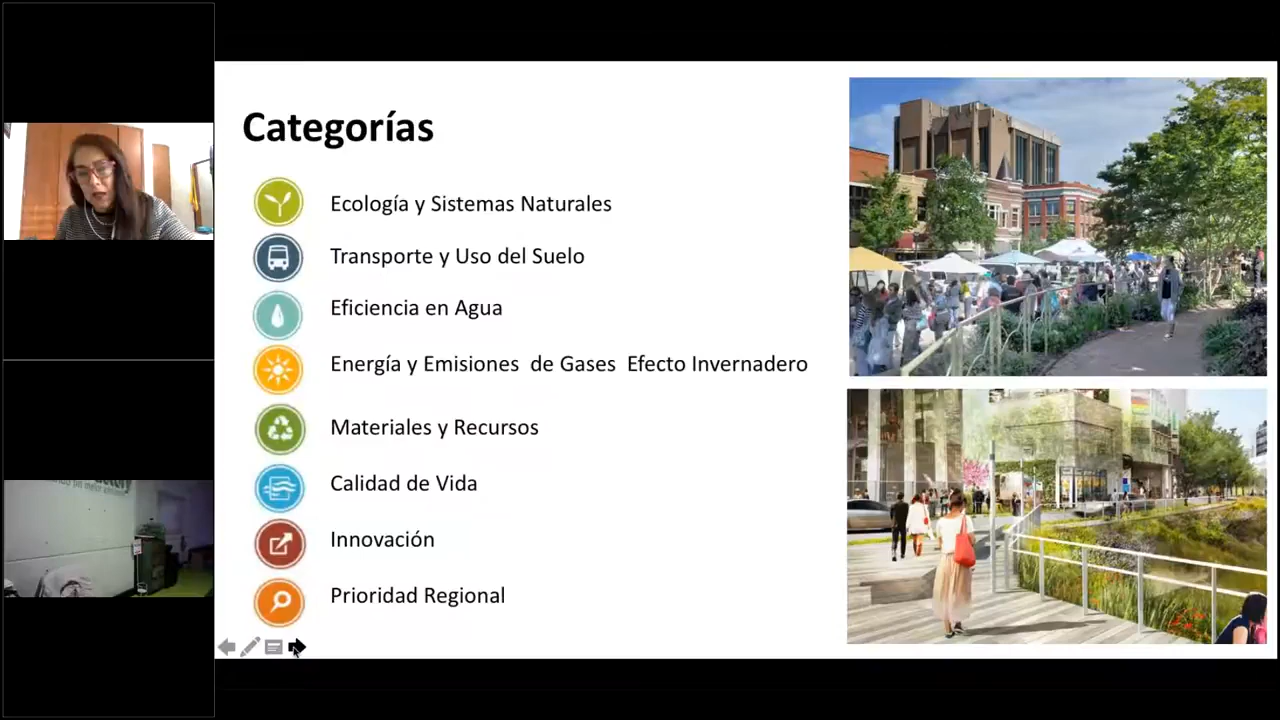 Categorías
Ecología y Sistemas Naturales
Transporte y Uso del Suelo
Eficiencia en Agua
Energía y Emisiones de Gases Efecto Invernadero
Materiales y Recursos
Calidad de Vida
Innovación
Prioridad Regional